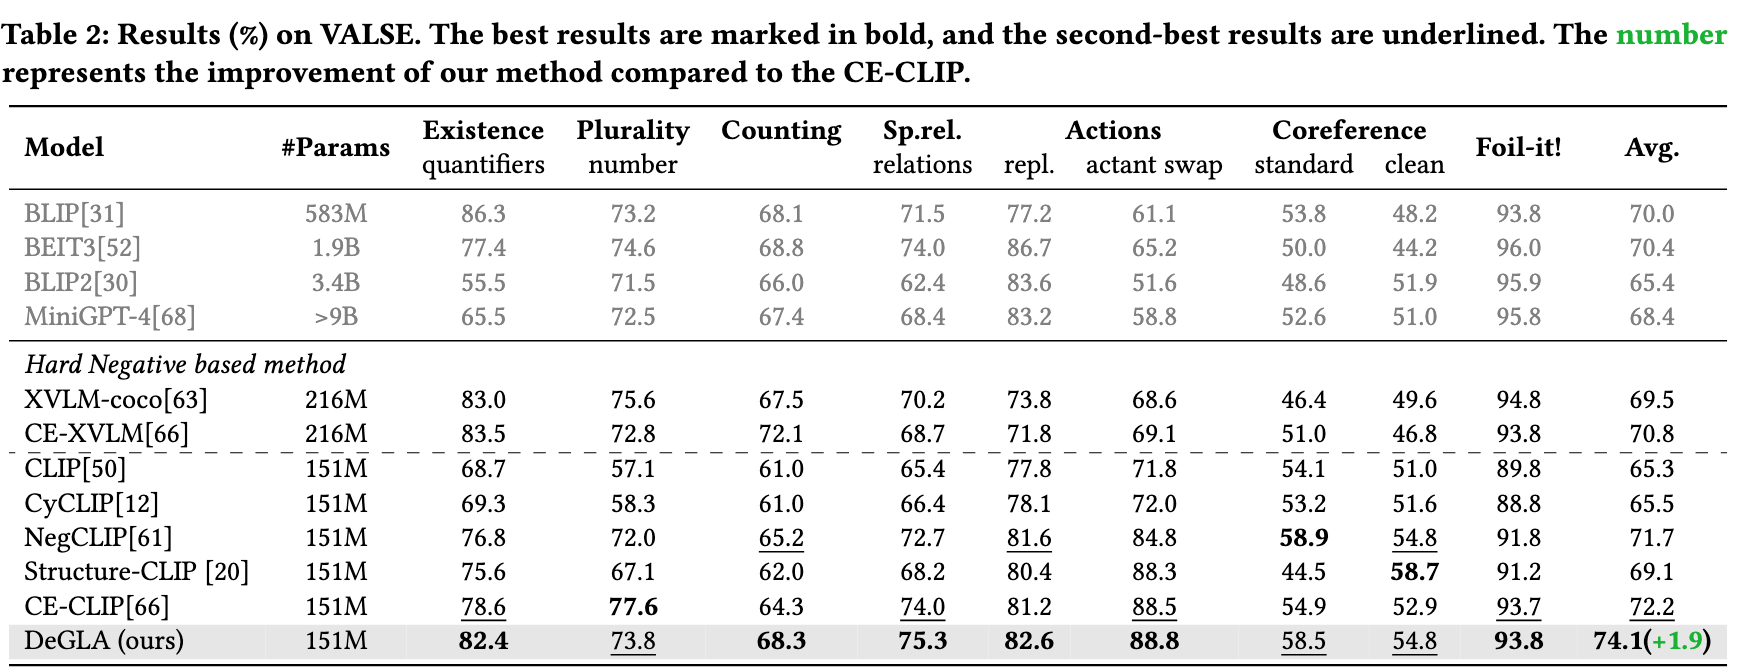 Table 2: Results (%) on VALSE. The best results are marked in bold, and the second-best results are underlined. The number
represents the improvement of our method compared to the CE-CLIP.
Model #Params Existence Plurality Counting Sp.rel. Actions Coreference Foil-it! Avg.
quantifiers number relations repl. actant swap standard clean
BLIP[31] 583M 86.3 73.2 68.1 71.5 77.2 61.1 53.8 48.2 93.8 70.0
BEIT3[52] 1.9B 77.4 74.6 68.8 74.0 86.7 65.2 50.0 44.2 96.0 70.4
BLIP2[30] 3.4B 55.5 71.5 66.0 62.4 83.6 51.6 48.6 51.9 95.9 65.4
MiniGPT-4[68] >9B 65.5 72.5 67.4 68.4 83.2 58.8 52.6 51.0 95.8 68.4
Hard Negative based method
XVLM-coco[63] 216M 83.0 75.6 67.5 70.2 73.8 68.6 46.4 49.6 94.8 69.5
CE-XVLM[66] 216M 83.5 72.8 72.1 68.7 71.8 69.1 51.0 46.8 93.8 70.8
CLIP[50] 151M 68.7 57.1 61.0 65.4 77.8 71.8 54.1 51.0 89.8 65.3
CyCLIP[12] 151M 69.3 58.3 61.0 66.4 78.1 72.0 53.2 51.6 88.8 65.5
NegCLIP[61] 151M 76.8 72.0 65.2 72.7 81.6 84.8 58.9 54.8 91.8 71.7
Structure-CLIP [20] 151M 75.6 67.1 62.0 68.2 80.4 88.3 44.5 58.7 91.2 69.1
CE-CLIP[66] 151M 78.6 77.6 64.3 74.0 81.2 88.5 54.9 52.9 93.7 72.2
DeGLA (ours) 151M 82.4 73.8 68.3 75.3 82.6 88.8 58.5 54.8 93.8 74.1(+1.9)